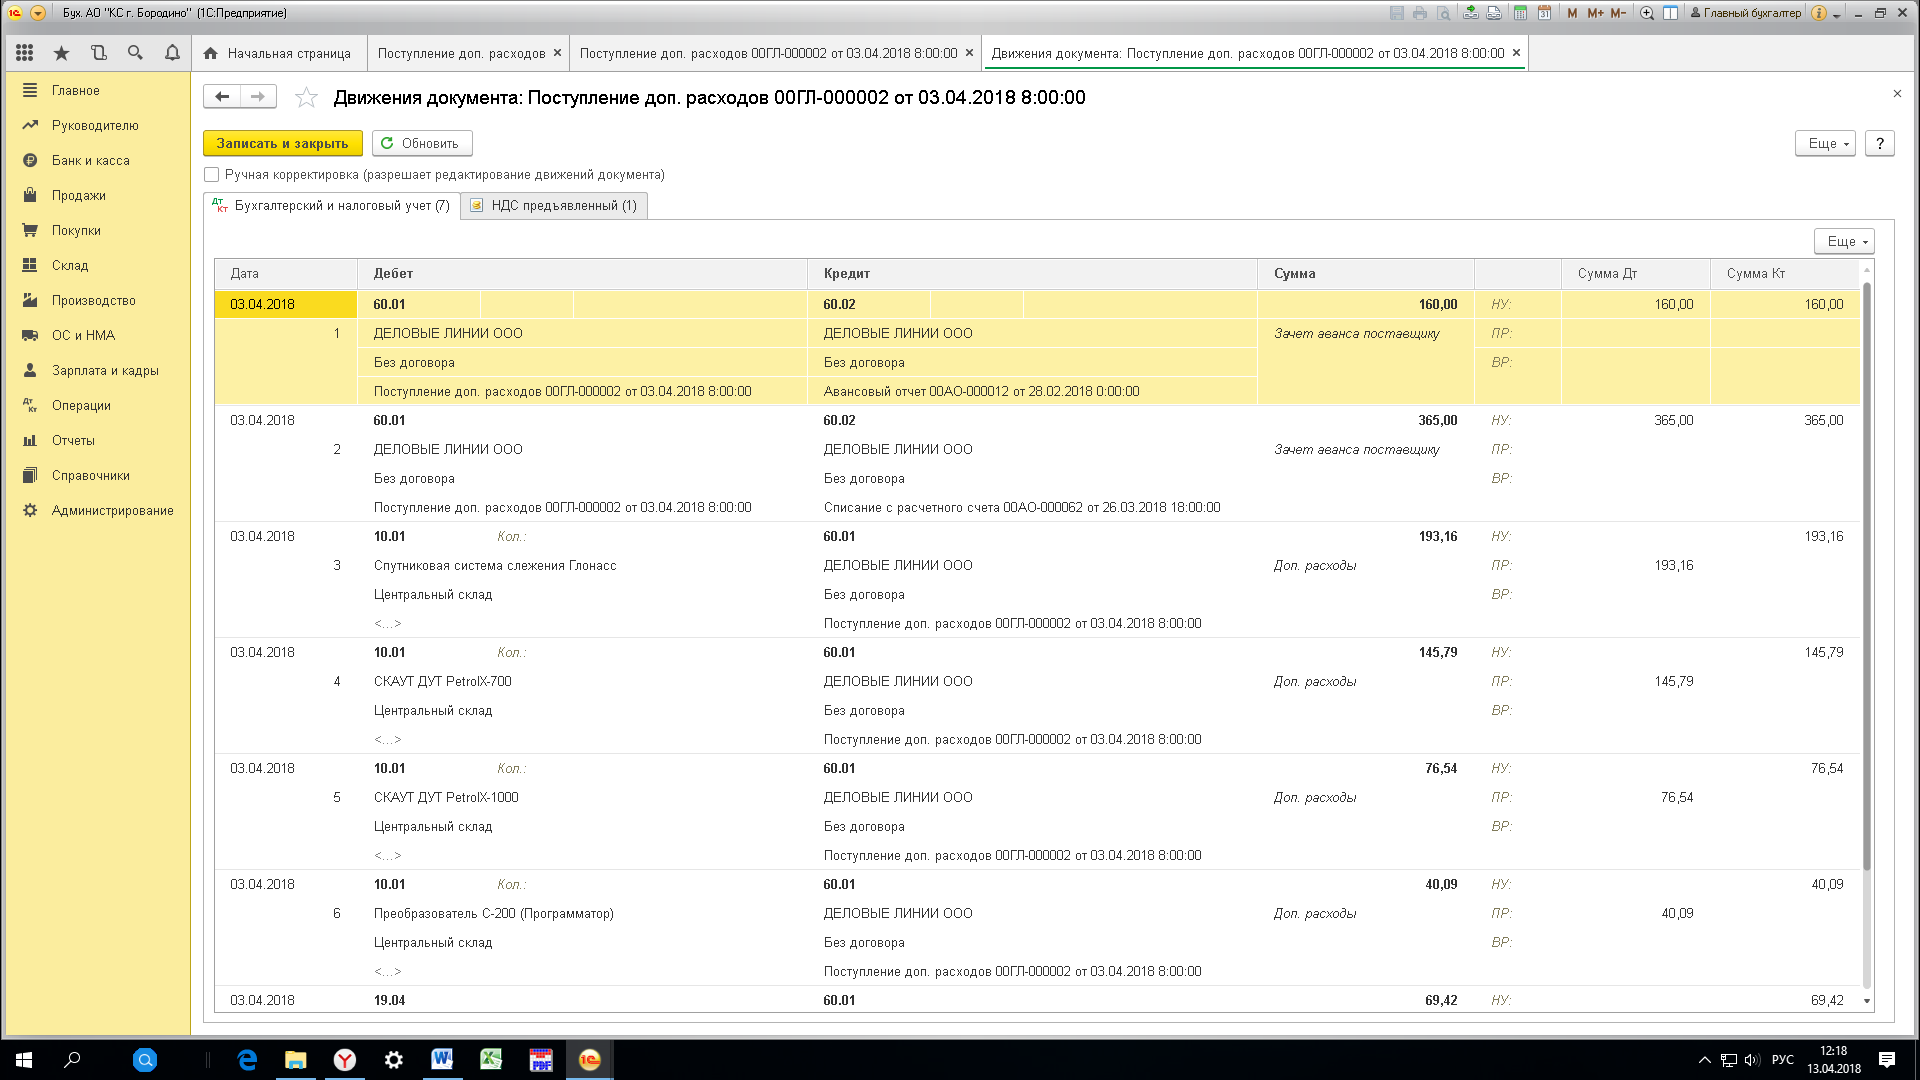 Бух. АО "КС г. Бородино" (1С:Предприятие)
M M+ M- Главный бухгалтер
Начальная страница
Поступление доп. расходов
Поступление доп. расходов 00ГЛ-000002 от 03.04.2018 8:00:00
Движения документа: Поступление доп. расходов 00ГЛ-000002 от 03.04.2018 8:00:00
Главное
Руководителю
Банк и касса
Продажи
Покупки
Склад
Производство
ОС и НМА
Зарплата и кадры
Операции
Отчеты
Справочники
Администрирование
Движения документа: Поступление доп. расходов 00ГЛ-000002 от 03.04.2018 8:00:00
Записать и закрыть Обновить Еще ?
Ручная корректировка (разрешает редактирование движений документа)
Бухгалтерский и налоговый учет (7) НДС предъявленный (1)
Еще
Дата Дебет Кредит Сумма Сумма Дт Сумма Кт
03.04.2018 60.01 60.02 160,00 НУ: 160,00 160,00
1 ДЕЛОВЫЕ ЛИНИИ ООО ДЕЛОВЫЕ ЛИНИИ ООО Зачет аванса поставщику ПР:
Без договора Без договора ВР:
Поступление доп. расходов 00ГЛ-000002 от 03.04.2018 8:00:00 Авансовый отчет 00АО-000012 от 28.02.2018 0:00:00
03.04.2018 60.01 60.02 365,00 НУ: 365,00 365,00
2 ДЕЛОВЫЕ ЛИНИИ ООО ДЕЛОВЫЕ ЛИНИИ ООО Зачет аванса поставщику ПР:
Без договора Без договора ВР:
Поступление доп. расходов 00ГЛ-000002 от 03.04.2018 8:00:00 Списание с расчетного счета 00АО-000062 от 26.03.2018 18:00:00
03.04.2018 10.01 Кол.: 60.01 193,16 НУ: 193,16
3 Спутниковая система слежения Глонасс ДЕЛОВЫЕ ЛИНИИ ООО Доп. расходы ПР: 193,16
Центральный склад Без договора ВР:
<...> Поступление доп. расходов 00ГЛ-000002 от 03.04.2018 8:00:00
03.04.2018 10.01 Кол.: 60.01 145,79 НУ: 145,79
4 СКАУТ ДУТ PetrolX-700 ДЕЛОВЫЕ ЛИНИИ ООО Доп. расходы ПР: 145,79
Центральный склад Без договора ВР:
<...> Поступление доп. расходов 00ГЛ-000002 от 03.04.2018 8:00:00
03.04.2018 10.01 Кол.: 60.01 76,54 НУ: 76,54
5 СКАУТ ДУТ PetrolX-1000 ДЕЛОВЫЕ ЛИНИИ ООО Доп. расходы ПР: 76,54
Центральный склад Без договора ВР:
<...> Поступление доп. расходов 00ГЛ-000002 от 03.04.2018 8:00:00
03.04.2018 10.01 Кол.: 60.01 40,09 НУ: 40,09
6 Преобразователь С-200 (Программатор) ДЕЛОВЫЕ ЛИНИИ ООО Доп. расходы ПР: 40,09
Центральный склад Без договора ВР:
<...> Поступление доп. расходов 00ГЛ-000002 от 03.04.2018 8:00:00
03.04.2018 19.04 60.01 69,42 НУ: 69,42
РУС
12:18
13.04.2018